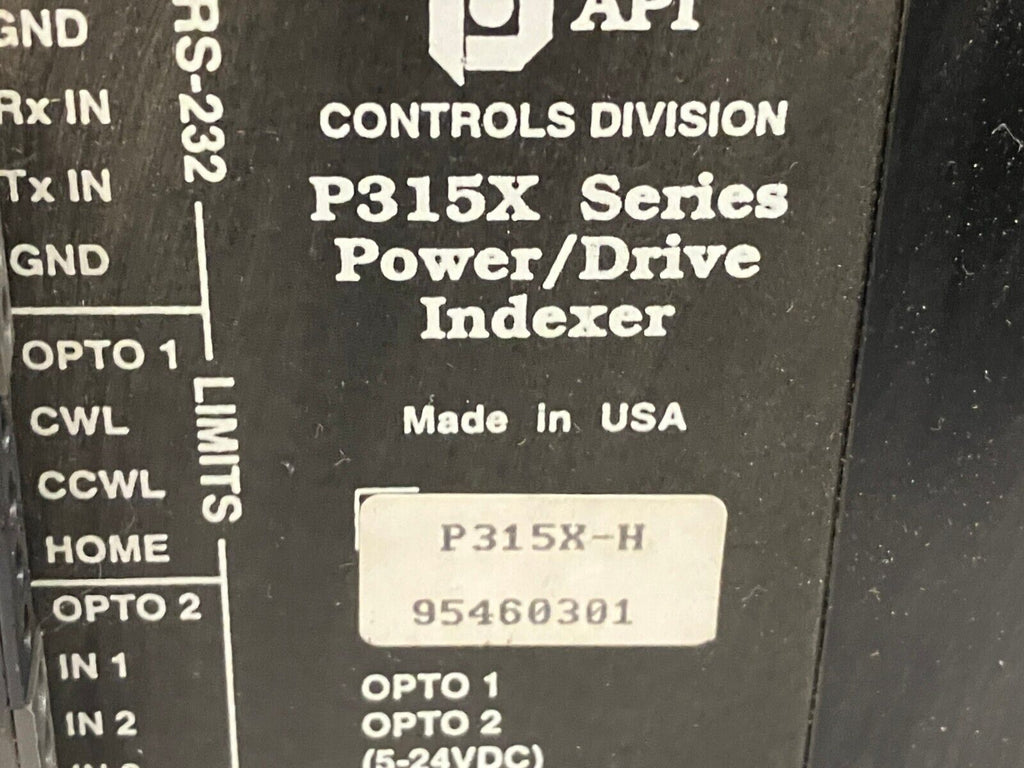 GND
Rx IN
Tx IN
GND
RS-232
OPTO 1
CWL
CCWL
HOME
LIMITS
OPTO 2
IN 1
IN 2
API
CONTROLS DIVISION
P315X Series
Power/Drive
Indexer
Made in USA
P315X-H
95460301
OPTO 1
OPTO 2
(5-24VDC)